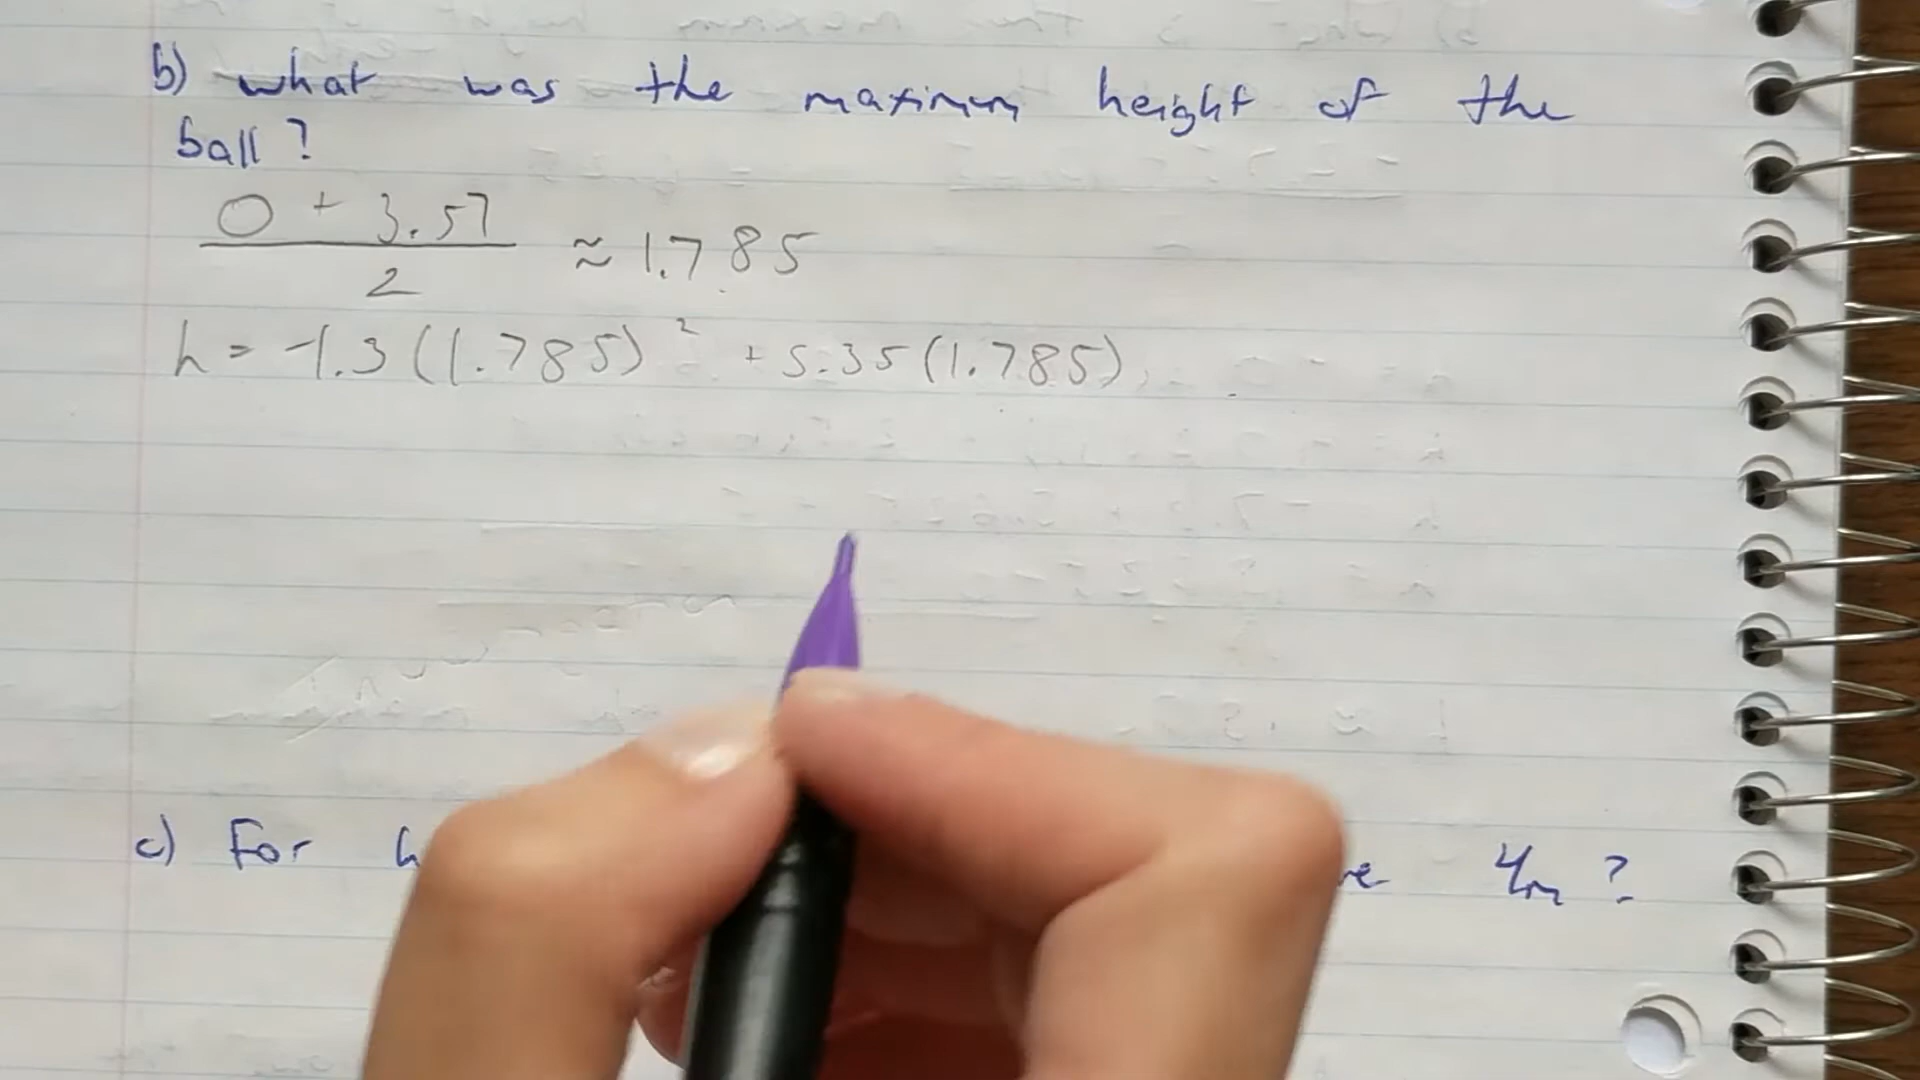 b) what was the maximum height of the
ball?
0 + 3.57
2
≈ 1.785
h = -1.3(1.785)² + 5.35(1.785)
c) For 4m?